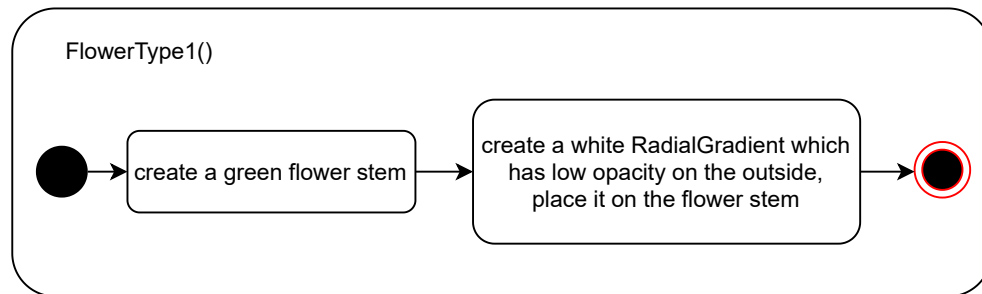 FlowerType1()
create a green flower stem
create a white RadialGradient which
has low opacity on the outside,
place it on the flower stem